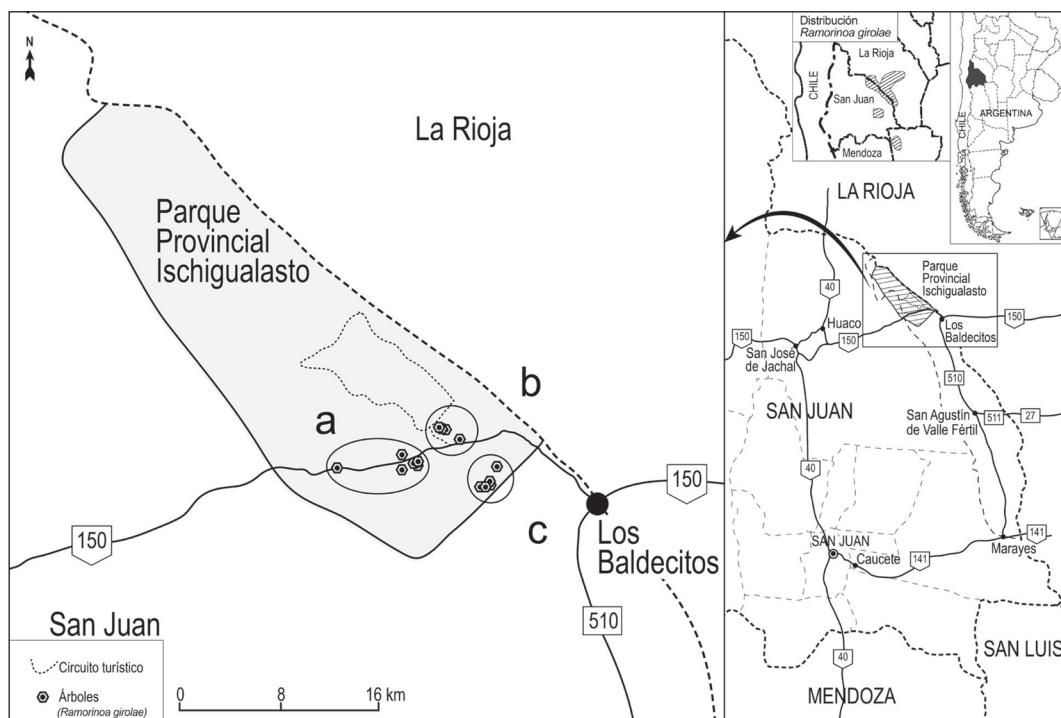 N
La Rioja
Parque
Provincial
Ischigualasto
a
b
c
150
150
Los
Baldecitos
510
San Juan
Circuito turístico
Árboles
(Ramorinoa girolae)
0 8 16 km
Distribución
Ramorinoa girolae)
La Rioja
CHILE
San Juan
Mendoza
ARGENTINA
CHILE
LA RIOJA
40
Parque
Provincial
Ischigualasto
Huaco
150
150
150
San José
de Jachal
Los
Baldecitos
510
SAN JUAN
San Agustín
de Valle Fértil
511
27
40
SAN JUAN
Caucete
141
141
Marayes
40
SAN LUIS
MENDOZA